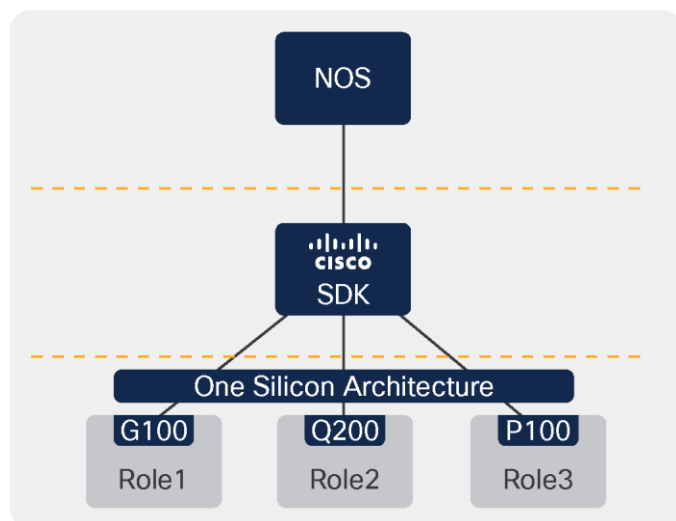 NOS
CISCO
SDK
One Silicon Architecture
G100
Q200
P100
Role1
Role2
Role3